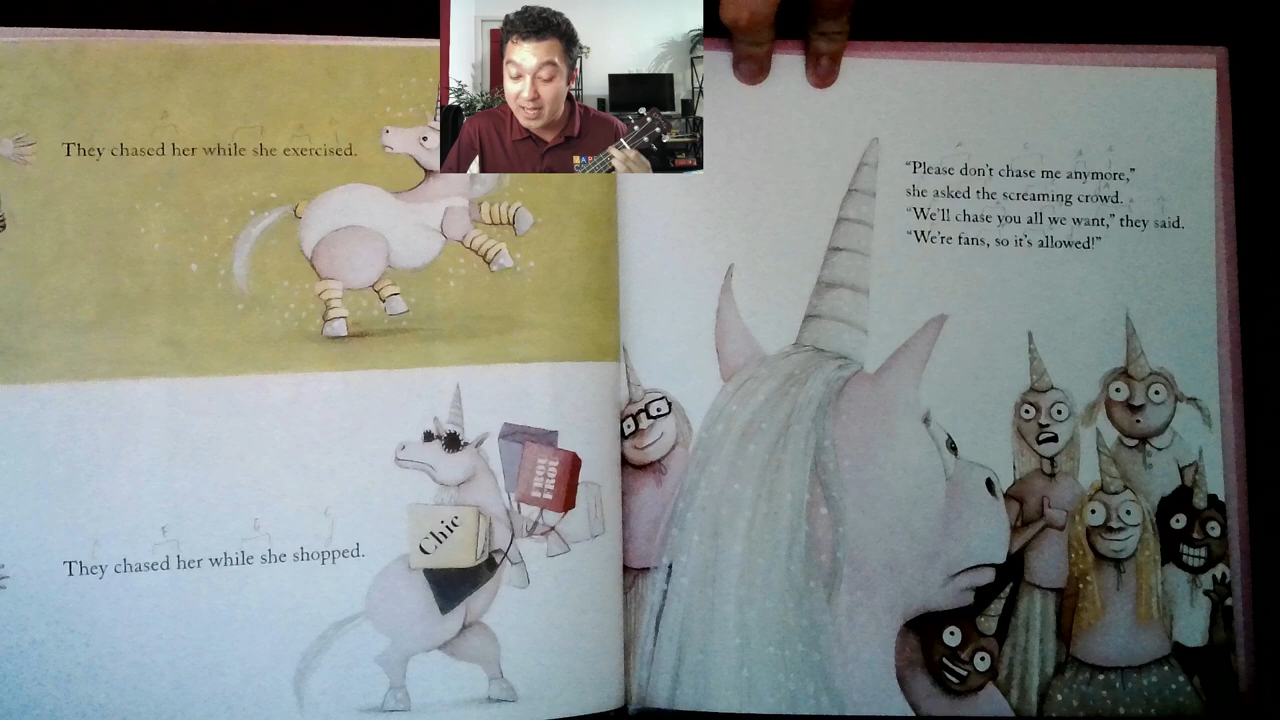 They chased her while she exercised.
FROU
FROU
Chic
They chased her while she shopped.
"Please don't chase me anymore,"
she asked the screaming crowd.
"We'll chase you all we want," they said.
"We're fans, so it's allowed!"